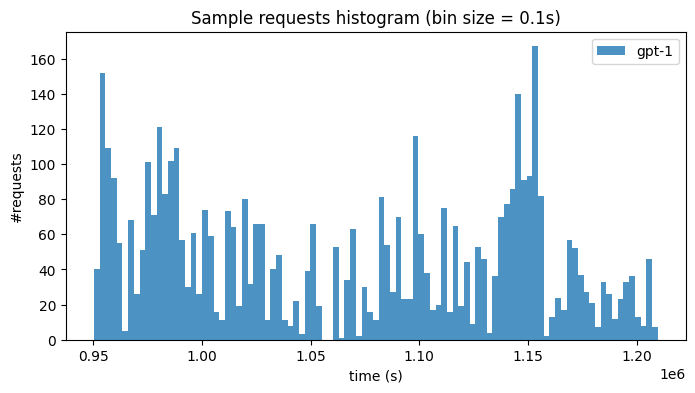 Sample requests histogram (bin size = 0.1s)
gpt-1
#requests
160
140
120
100
80
60
40
20
0
0.95 1.00 1.05 1.10 1.15 1.20
1e6
time (s)